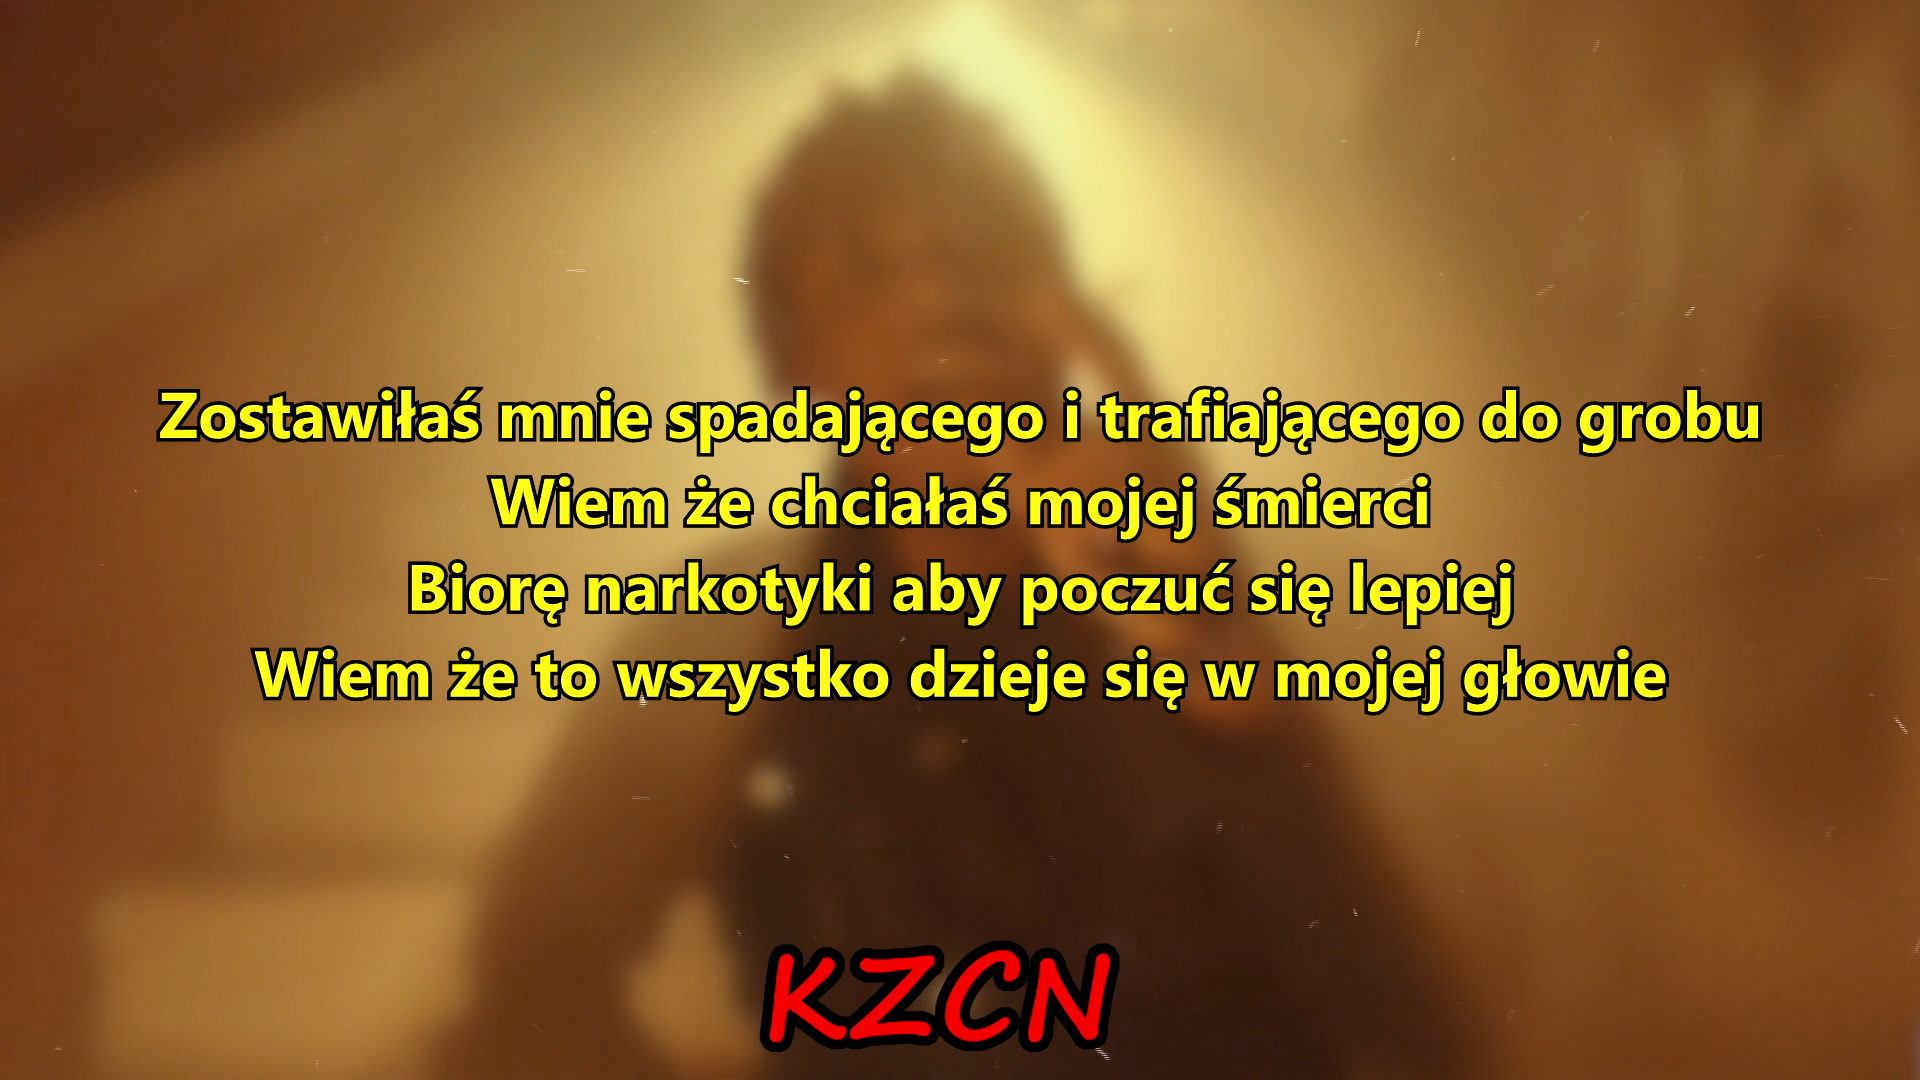 Zostawiłaś mnie spadającego i trafiającego do grobu
Wiem że chciałaś mojej śmierci
Biorę narkotyki aby poczuć się lepiej
Wiem że to wszystko dzieje się w mojej głowie
KZCN